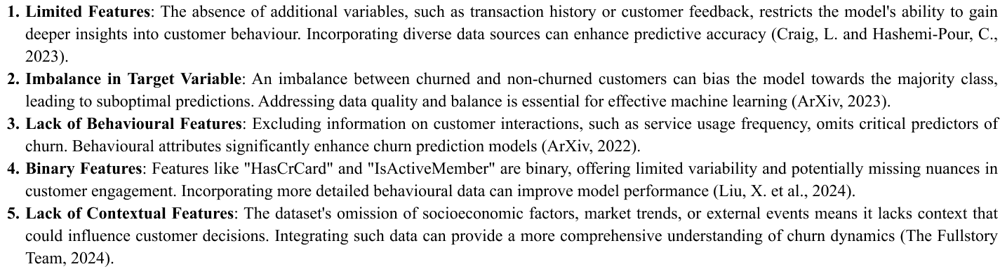 1. Limited Features: The absence of additional variables, such as transaction history or customer feedback, restricts the model's ability to gain
deeper insights into customer behaviour. Incorporating diverse data sources can enhance predictive accuracy (Craig, L. and Hashemi-Pour, C.,
2023).
2. Imbalance in Target Variable: An imbalance between churned and non-churned customers can bias the model towards the majority class,
leading to suboptimal predictions. Addressing data quality and balance is essential for effective machine learning (ArXiv, 2023).
3. Lack of Behavioural Features: Excluding information on customer interactions, such as service usage frequency, omits critical predictors of
churn. Behavioural attributes significantly enhance churn prediction models (ArXiv, 2022).
4. Binary Features: Features like "HasCrCard" and "IsActiveMember" are binary, offering limited variability and potentially missing nuances in
customer engagement. Incorporating more detailed behavioural data can improve model performance (Liu, X. et al., 2024).
5. Lack of Contextual Features: The dataset's omission of socioeconomic factors, market trends, or external events means it lacks context that
could influence customer decisions. Integrating such data can provide a more comprehensive understanding of churn dynamics (The Fullstory
Team, 2024).